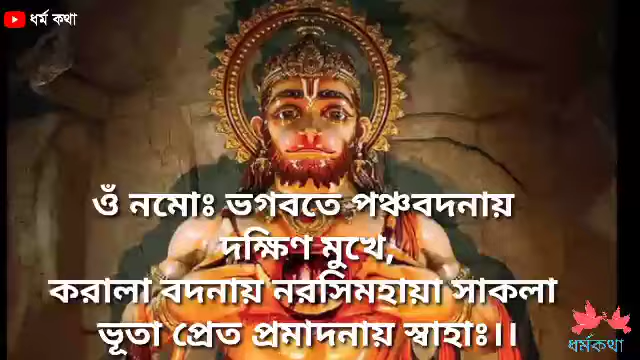 ধর্ম কথা
ওঁ নমোঃ ভগবতে পঞ্চবদনায়
দক্ষিণ মুখে,
করালা বদনায় নরসিমহায়া সাকলা
ভূতা প্রেত প্রমাদনায় স্বাহাঃ।।
ধর্মকথা